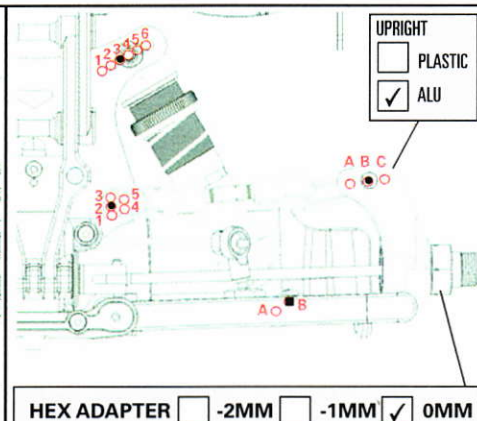 UPRIGHT
PLASTIC
✓ ALU
1 2 3 4 5 6
A B C
3 5
2 4
1
A B
HEX ADAPTER -2MM -1MM ✓ 0MM